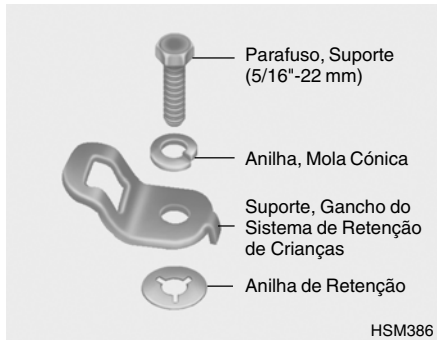 Parafuso, Suporte
(5/16"-22 mm)
Anilha, Mola Cónica
Suporte, Gancho do
Sistema de Retenção
de Crianças
Anilha de Retenção
HSM386